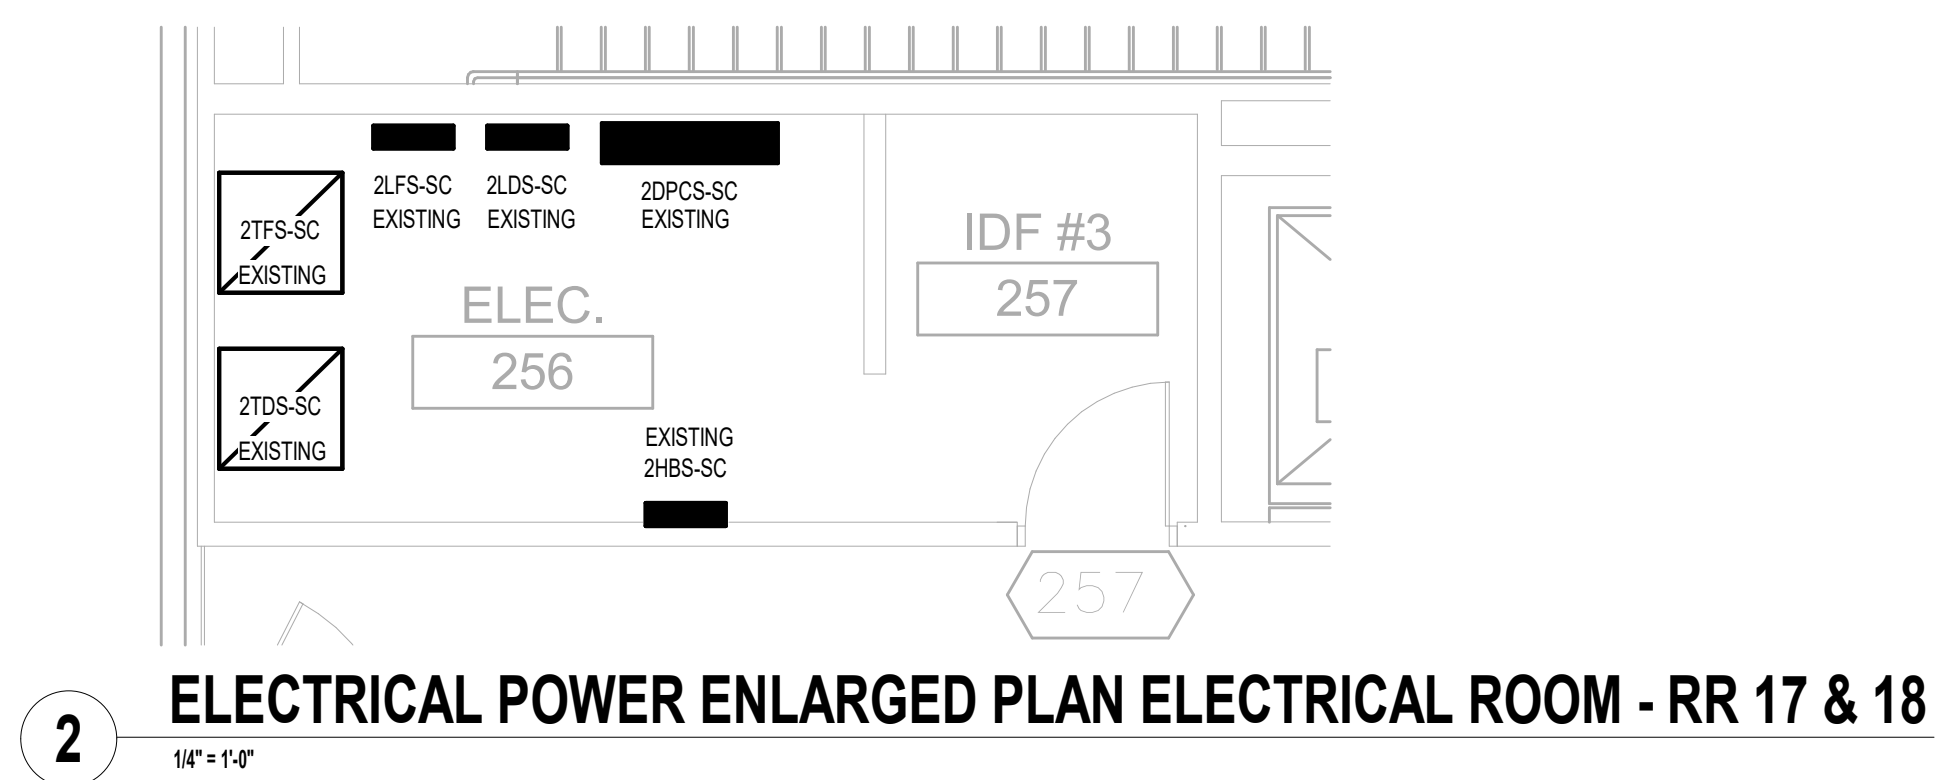 2LFS-SC
EXISTING
2LDS-SC
EXISTING
2DPCS-SC
EXISTING
2TFS-SC
EXISTING
IDF #3
257
ELEC.
256
2TDS-SC
EXISTING
EXISTING
2HBS-SC
257
2
ELECTRICAL POWER ENLARGED PLAN ELECTRICAL ROOM - RR 17 & 18
1/4" = 1'-0"